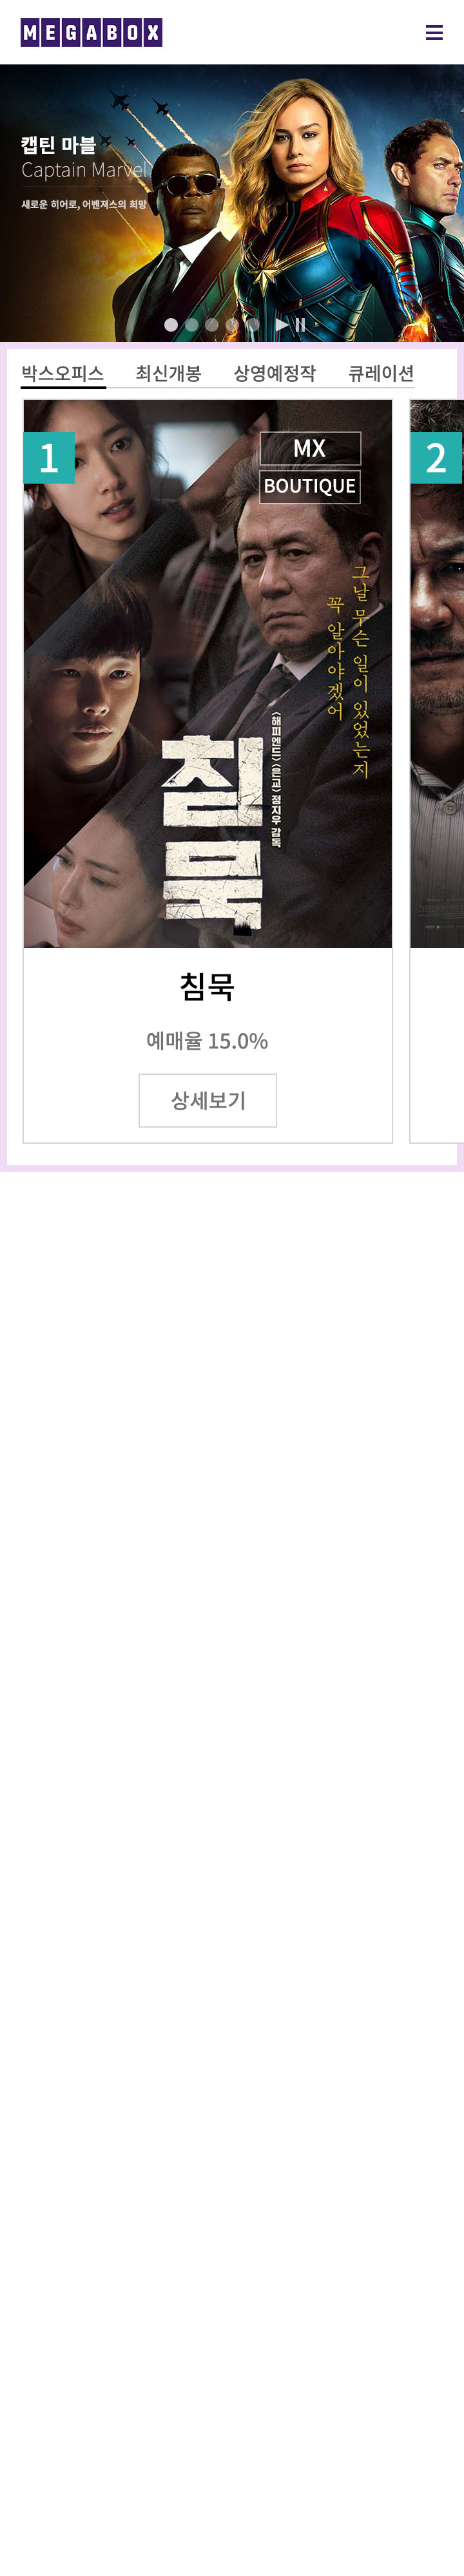 MEGABOX
캡틴 마블
Captain Marvel
새로운 히어로, 어벤져스의 희망
박스오피스 최신개봉 상영예정작 큐레이션
1
MX
BOUTIQUE
2
그날 무슨 일이 있었는지
꼭 알아야겠어
<해피엔드> <은교> 정지우 감독
침묵
침묵
예매율 15.0%
상세보기